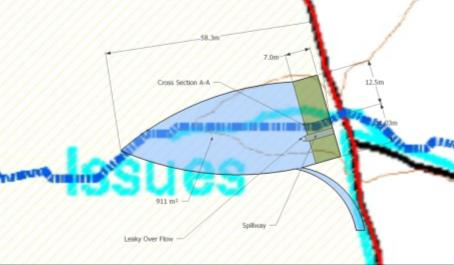 58.3m
7.0m
Cross Section A-A
12.5m
Issues
911 m²
Spillway
Leaky Over Flow